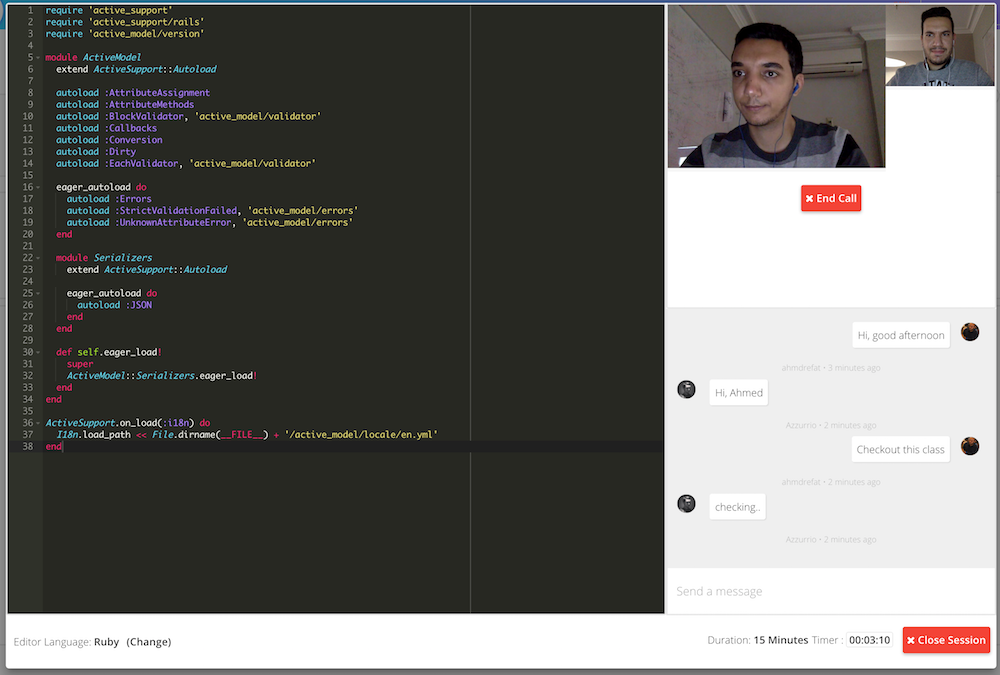 1 require 'active_support'
2 require 'active_support/rails'
3 require 'active_model/version'
4
5 module ActiveModel
6 extend ActiveSupport::Autoload
7
8 autoload :AttributeAssignment
9 autoload :AttributeMethods
10 autoload :BlockValidator, 'active_model/validator'
11 autoload :Callbacks
12 autoload :Conversion
13 autoload :Dirty
14 autoload :EachValidator, 'active_model/validator'
15
16 eager_autoload do
17 autoload :Errors
18 autoload :StrictValidationFailed, 'active_model/errors'
19 autoload :UnknownAttributeError, 'active_model/errors'
20 end
21
22 module Serializers
23 extend ActiveSupport::Autoload
24
25 eager_autoload do
26 autoload :JSON
27 end
28 end
29
30 def self.eager_load!
31 super
32 ActiveModel::Serializers.eager_load!
33 end
34 end
35
36 ActiveSupport.on_load(:i18n) do
37 I18n.load_path << File.dirname(__FILE__) + '/active_model/locale/en.yml'
38 end
End Call
Hi, good afternoon
ahmdrefat • 3 minutes ago
Hi, Ahmed
Azzurrio • 2 minutes ago
Checkout this class
ahmdrefat • 2 minutes ago
checking..
Azzurrio • 2 minutes ago
Send a message
Editor Language: Ruby (Change)
Duration: 15 Minutes Timer : 00:03:10
Close Session